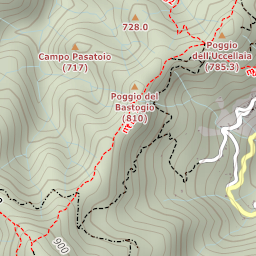 728.0
Poggio
dell'Uccellaia
(785.3)
Campo Pasatoio
(717)
Poggio del
Bastogio
(810)
900